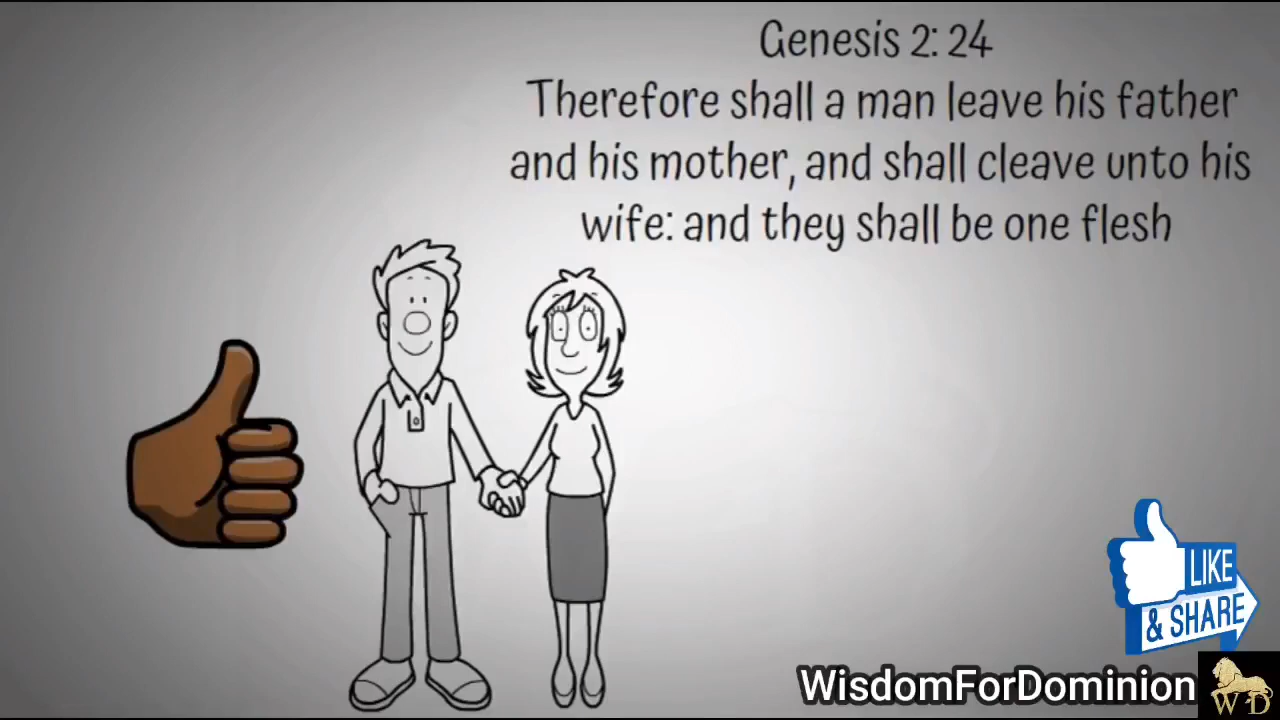 Genesis 2: 24
Therefore shall a man leave his father
and his mother, and shall cleave unto his
wife: and they shall be one flesh
LIKE
& SHARE
WisdomForDominion
W D